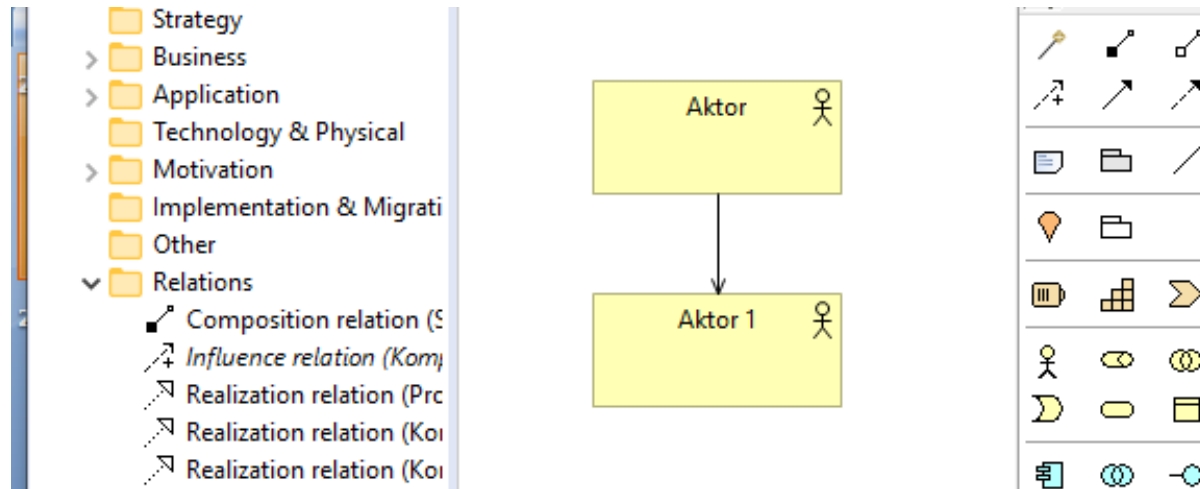 Strategy
Business
Application
Technology & Physical
Motivation
Implementation & Migrati
Other
Relations
Composition relation (S
Influence relation (Kom
Realization relation (Pro
Realization relation (Ko
Realization relation (Ko
Aktor
Aktor 1